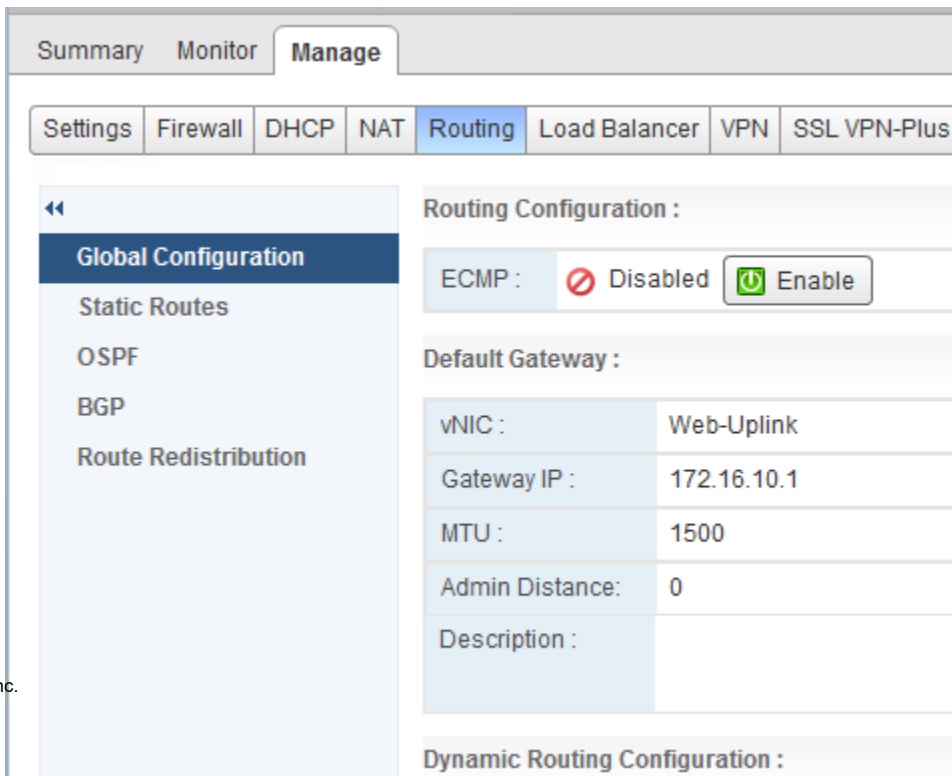 Summary Monitor Manage
Settings Firewall DHCP NAT Routing Load Balancer VPN SSL VPN-Plus
Global Configuration
Static Routes
OSPF
BGP
Route Redistribution
Routing Configuration :
ECMP : Disabled Enable
Default Gateway :
vNIC : Web-Uplink
Gateway IP : 172.16.10.1
MTU : 1500
Admin Distance: 0
Description :
nc.
Dynamic Routing Configuration :